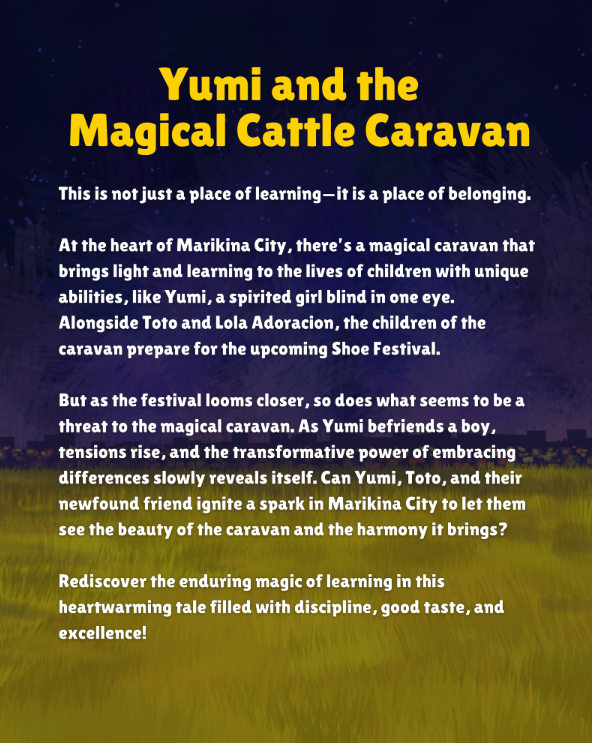 Yumi and the
Magical Cattle Caravan
This is not just a place of learning—it is a place of belonging.
At the heart of Marikina City, there's a magical caravan that
brings light and learning to the lives of children with unique
abilities, like Yumi, a spirited girl blind in one eye.
Alongside Toto and Lola Adoracion, the children of the
caravan prepare for the upcoming Shoe Festival.
But as the festival looms closer, so does what seems to be a
threat to the magical caravan. As Yumi befriends a boy,
tensions rise, and the transformative power of embracing
differences slowly reveals itself. Can Yumi, Toto, and their
newfound friend ignite a spark in Marikina City to let them
see the beauty of the caravan and the harmony it brings?
Rediscover the enduring magic of learning in this
heartwarming tale filled with discipline, good taste, and
excellence!